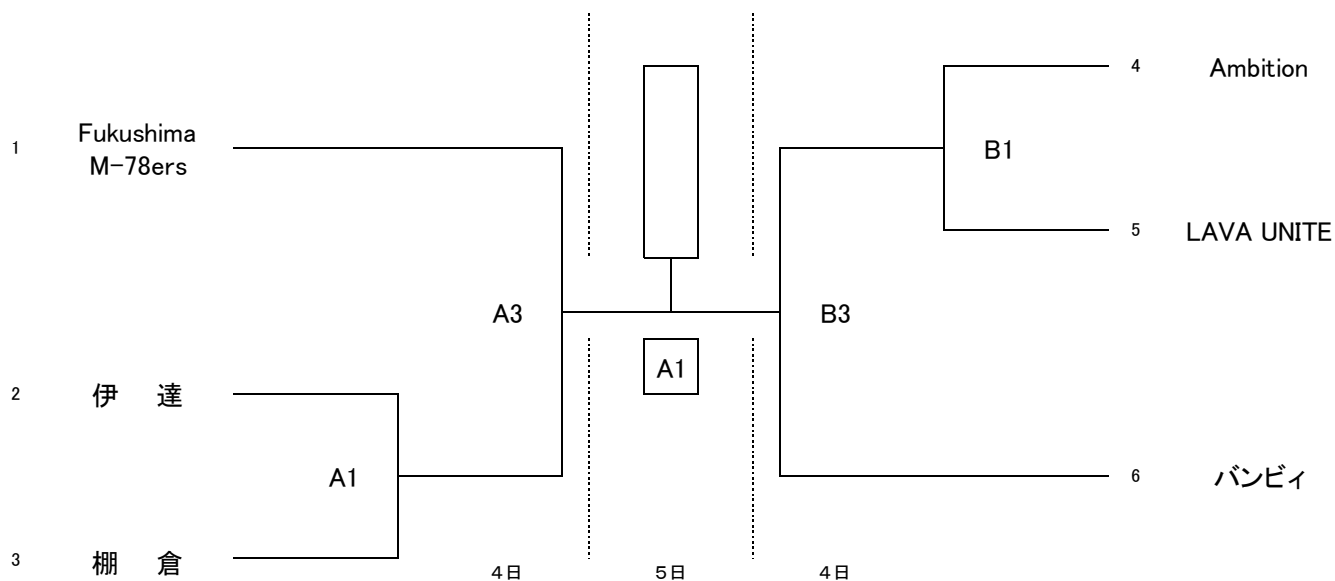 4 Ambition
1 Fukushima
M-78ers
B1
5 LAVA UNITE
A3
B3
A1
2 伊 達
A1
6 バンビィ
3 棚 倉
4日 5日 4日